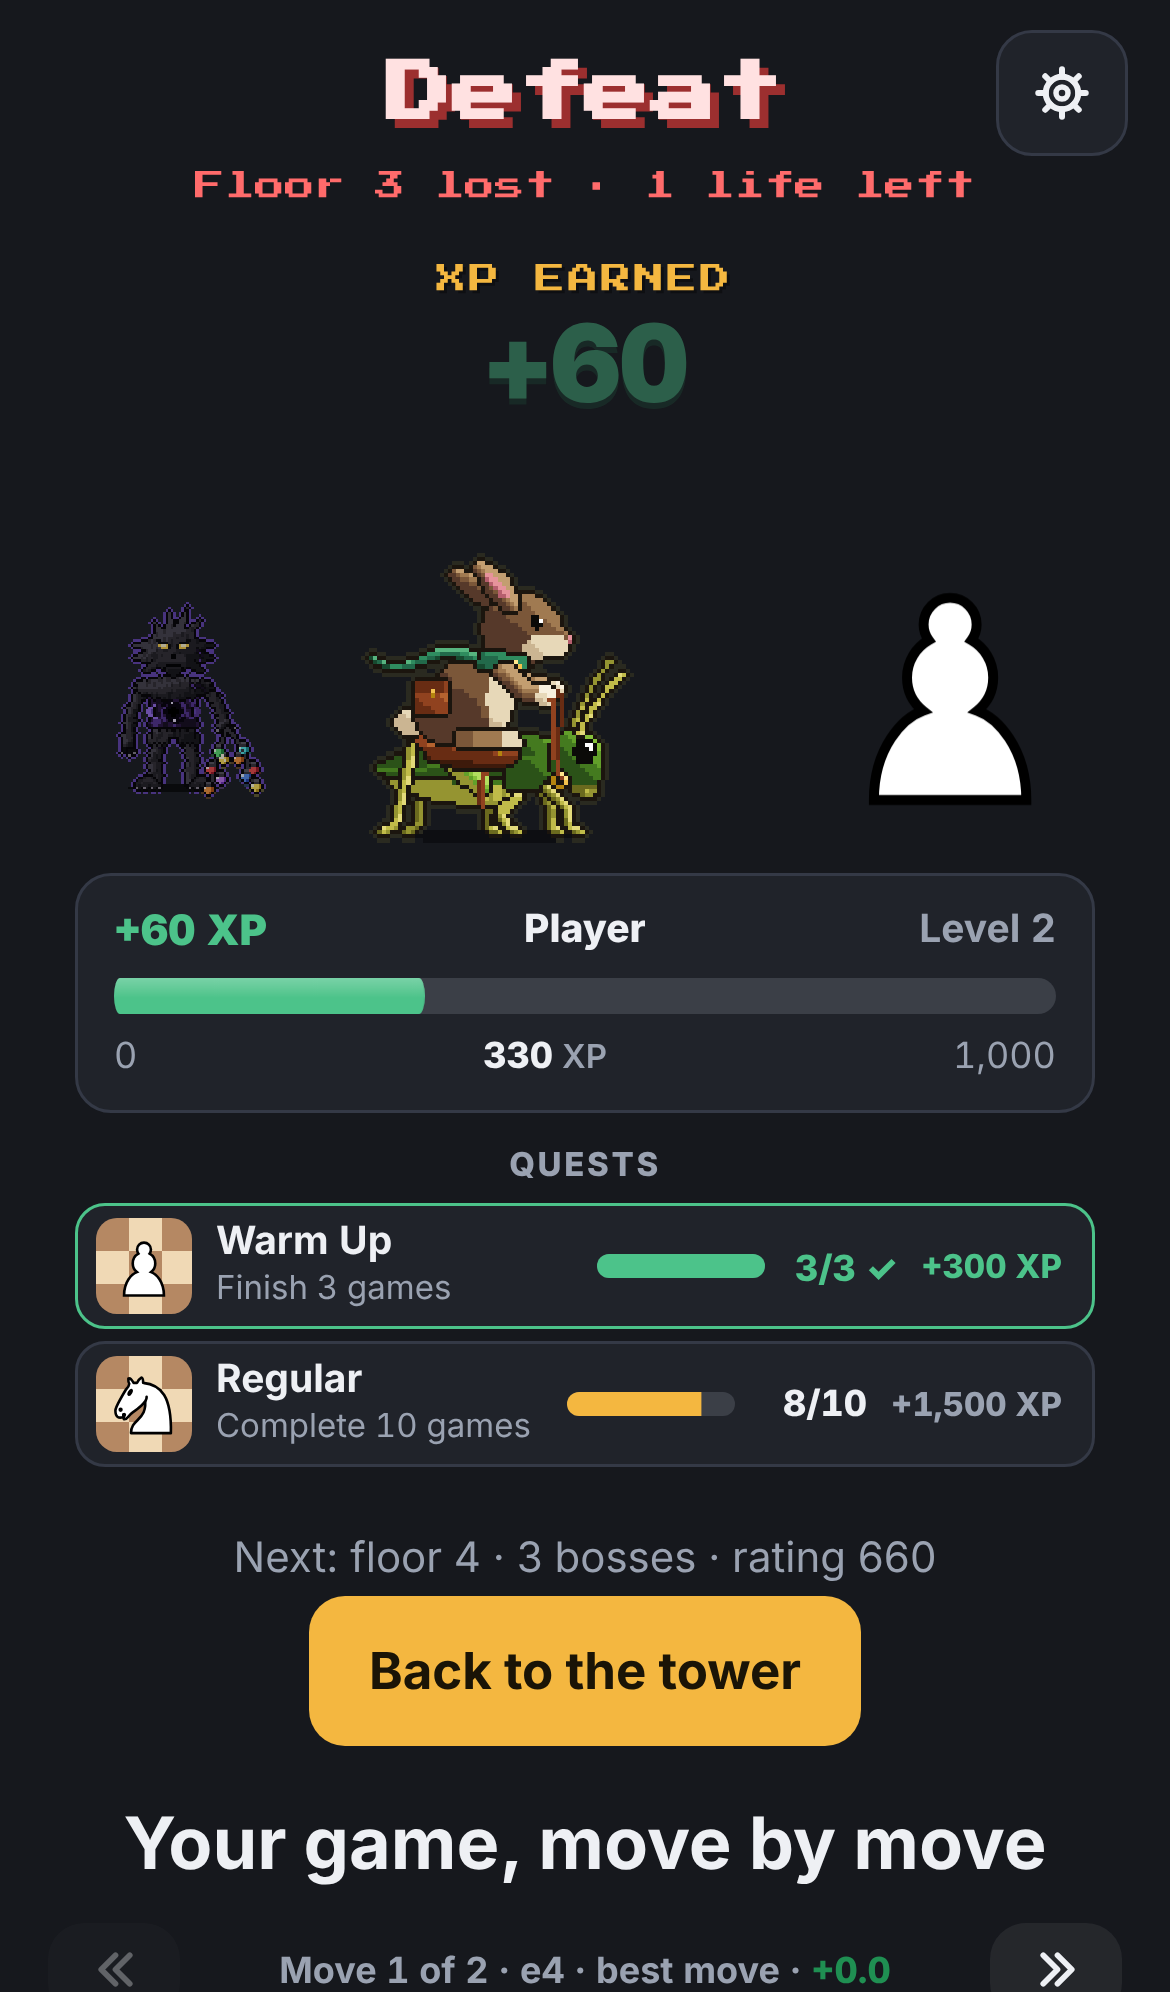 Defeat
Floor 3 lost · 1 life left
XP EARNED
+60
+60 XP Player Level 2
0 330 XP 1,000
QUESTS
Warm Up
Finish 3 games
3/3 ✓ +300 XP
Regular
Complete 10 games
8/10 +1,500 XP
Next: floor 4 · 3 bosses · rating 660
Back to the tower
Your game, move by move
Move 1 of 2 · e4 · best move · +0.0